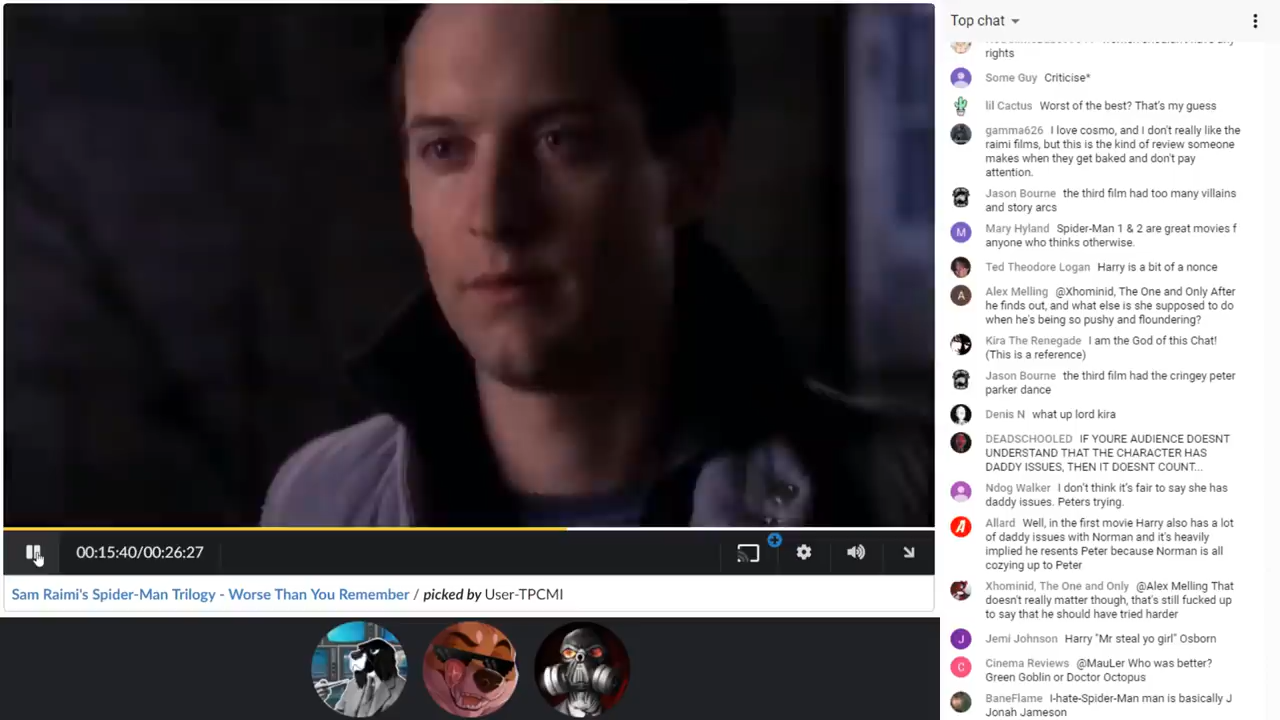 Top chat
rights
Some Guy Criticise*
lil Cactus Worst of the best? That's my guess
gamma626 I love cosmo, and I don't really like the
raimi films, but this is the kind of review someone
makes when they get baked and don't pay
attention.
Jason Bourne the third film had too many villains
and story arcs
Mary Hyland Spider-Man 1 & 2 are great movies f
anyone who thinks otherwise.
Ted Theodore Logan Harry is a bit of a nonce
Alex Melling @Xhominid, The One and Only After
he finds out, and what else is she supposed to do
when he's being so pushy and floundering?
Kira The Renegade I am the God of this Chat!
(This is a reference)
Jason Bourne the third film had the cringey peter
parker dance
Denis N what up lord kira
DEADSCHOOLED IF YOURE AUDIENCE DOESNT
UNDERSTAND THAT THE CHARACTER HAS
DADDY ISSUES, THEN IT DOESNT COUNT...
Ndog Walker I don't think it's fair to say she has
daddy issues. Peters trying.
Allard Well, in the first movie Harry also has a lot
of daddy issues with Norman and it's heavily
implied he resents Peter because Norman is all
cozying up to Peter
Xhominid, The One and Only @Alex Melling That
doesn't really matter though, that's still fucked up
to say that he should have tried harder
Jemi Johnson Harry "Mr steal yo girl" Osborn
Cinema Reviews @MauLer Who was better?
Green Goblin or Doctor Octopus
BaneFlame I-hate-Spider-Man man is basically J
Jonah Jameson
00:15:40/00:26:27
Sam Raimi's Spider-Man Trilogy - Worse Than You Remember / picked by User-TPCMI